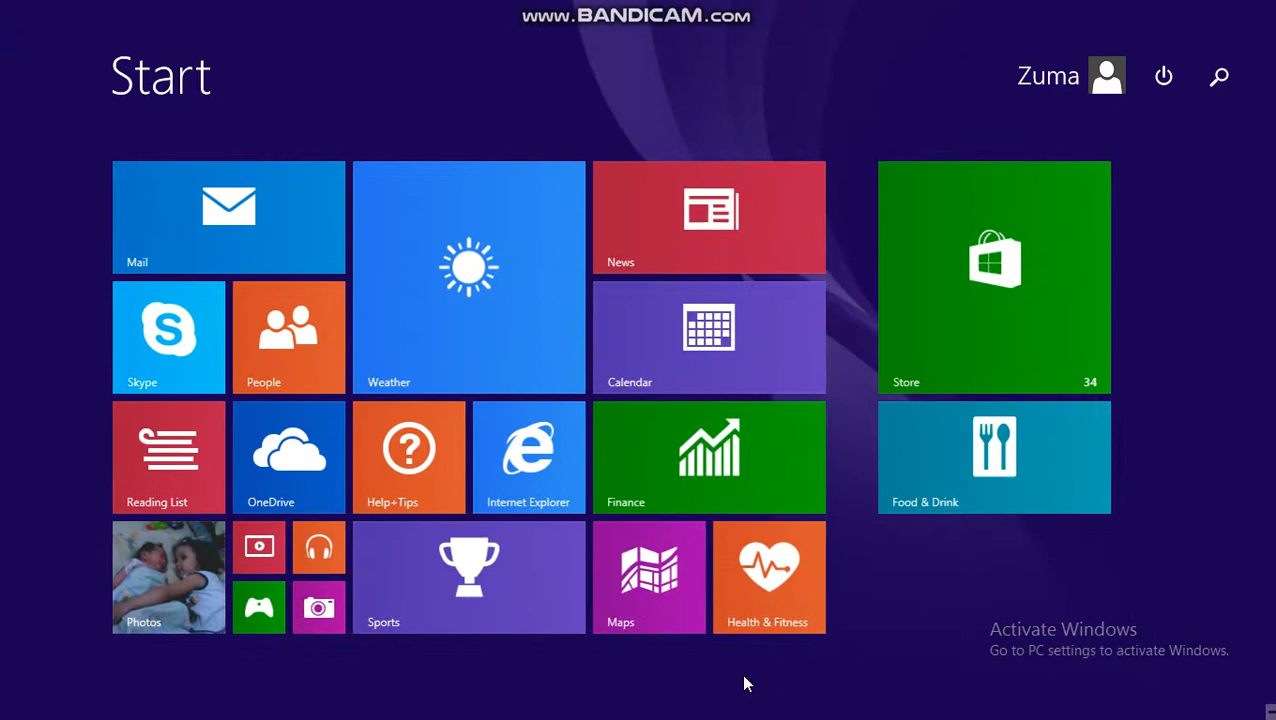 www.BANDICAM.com
Start
Zuma
Mail
News
Skype
People
Weather
Calendar
Store
34
Reading List
OneDrive
Help+Tips
Internet Explorer
Finance
Food & Drink
Photos
Sports
Maps
Health & Fitness
Activate Windows
Go to PC settings to activate Windows.